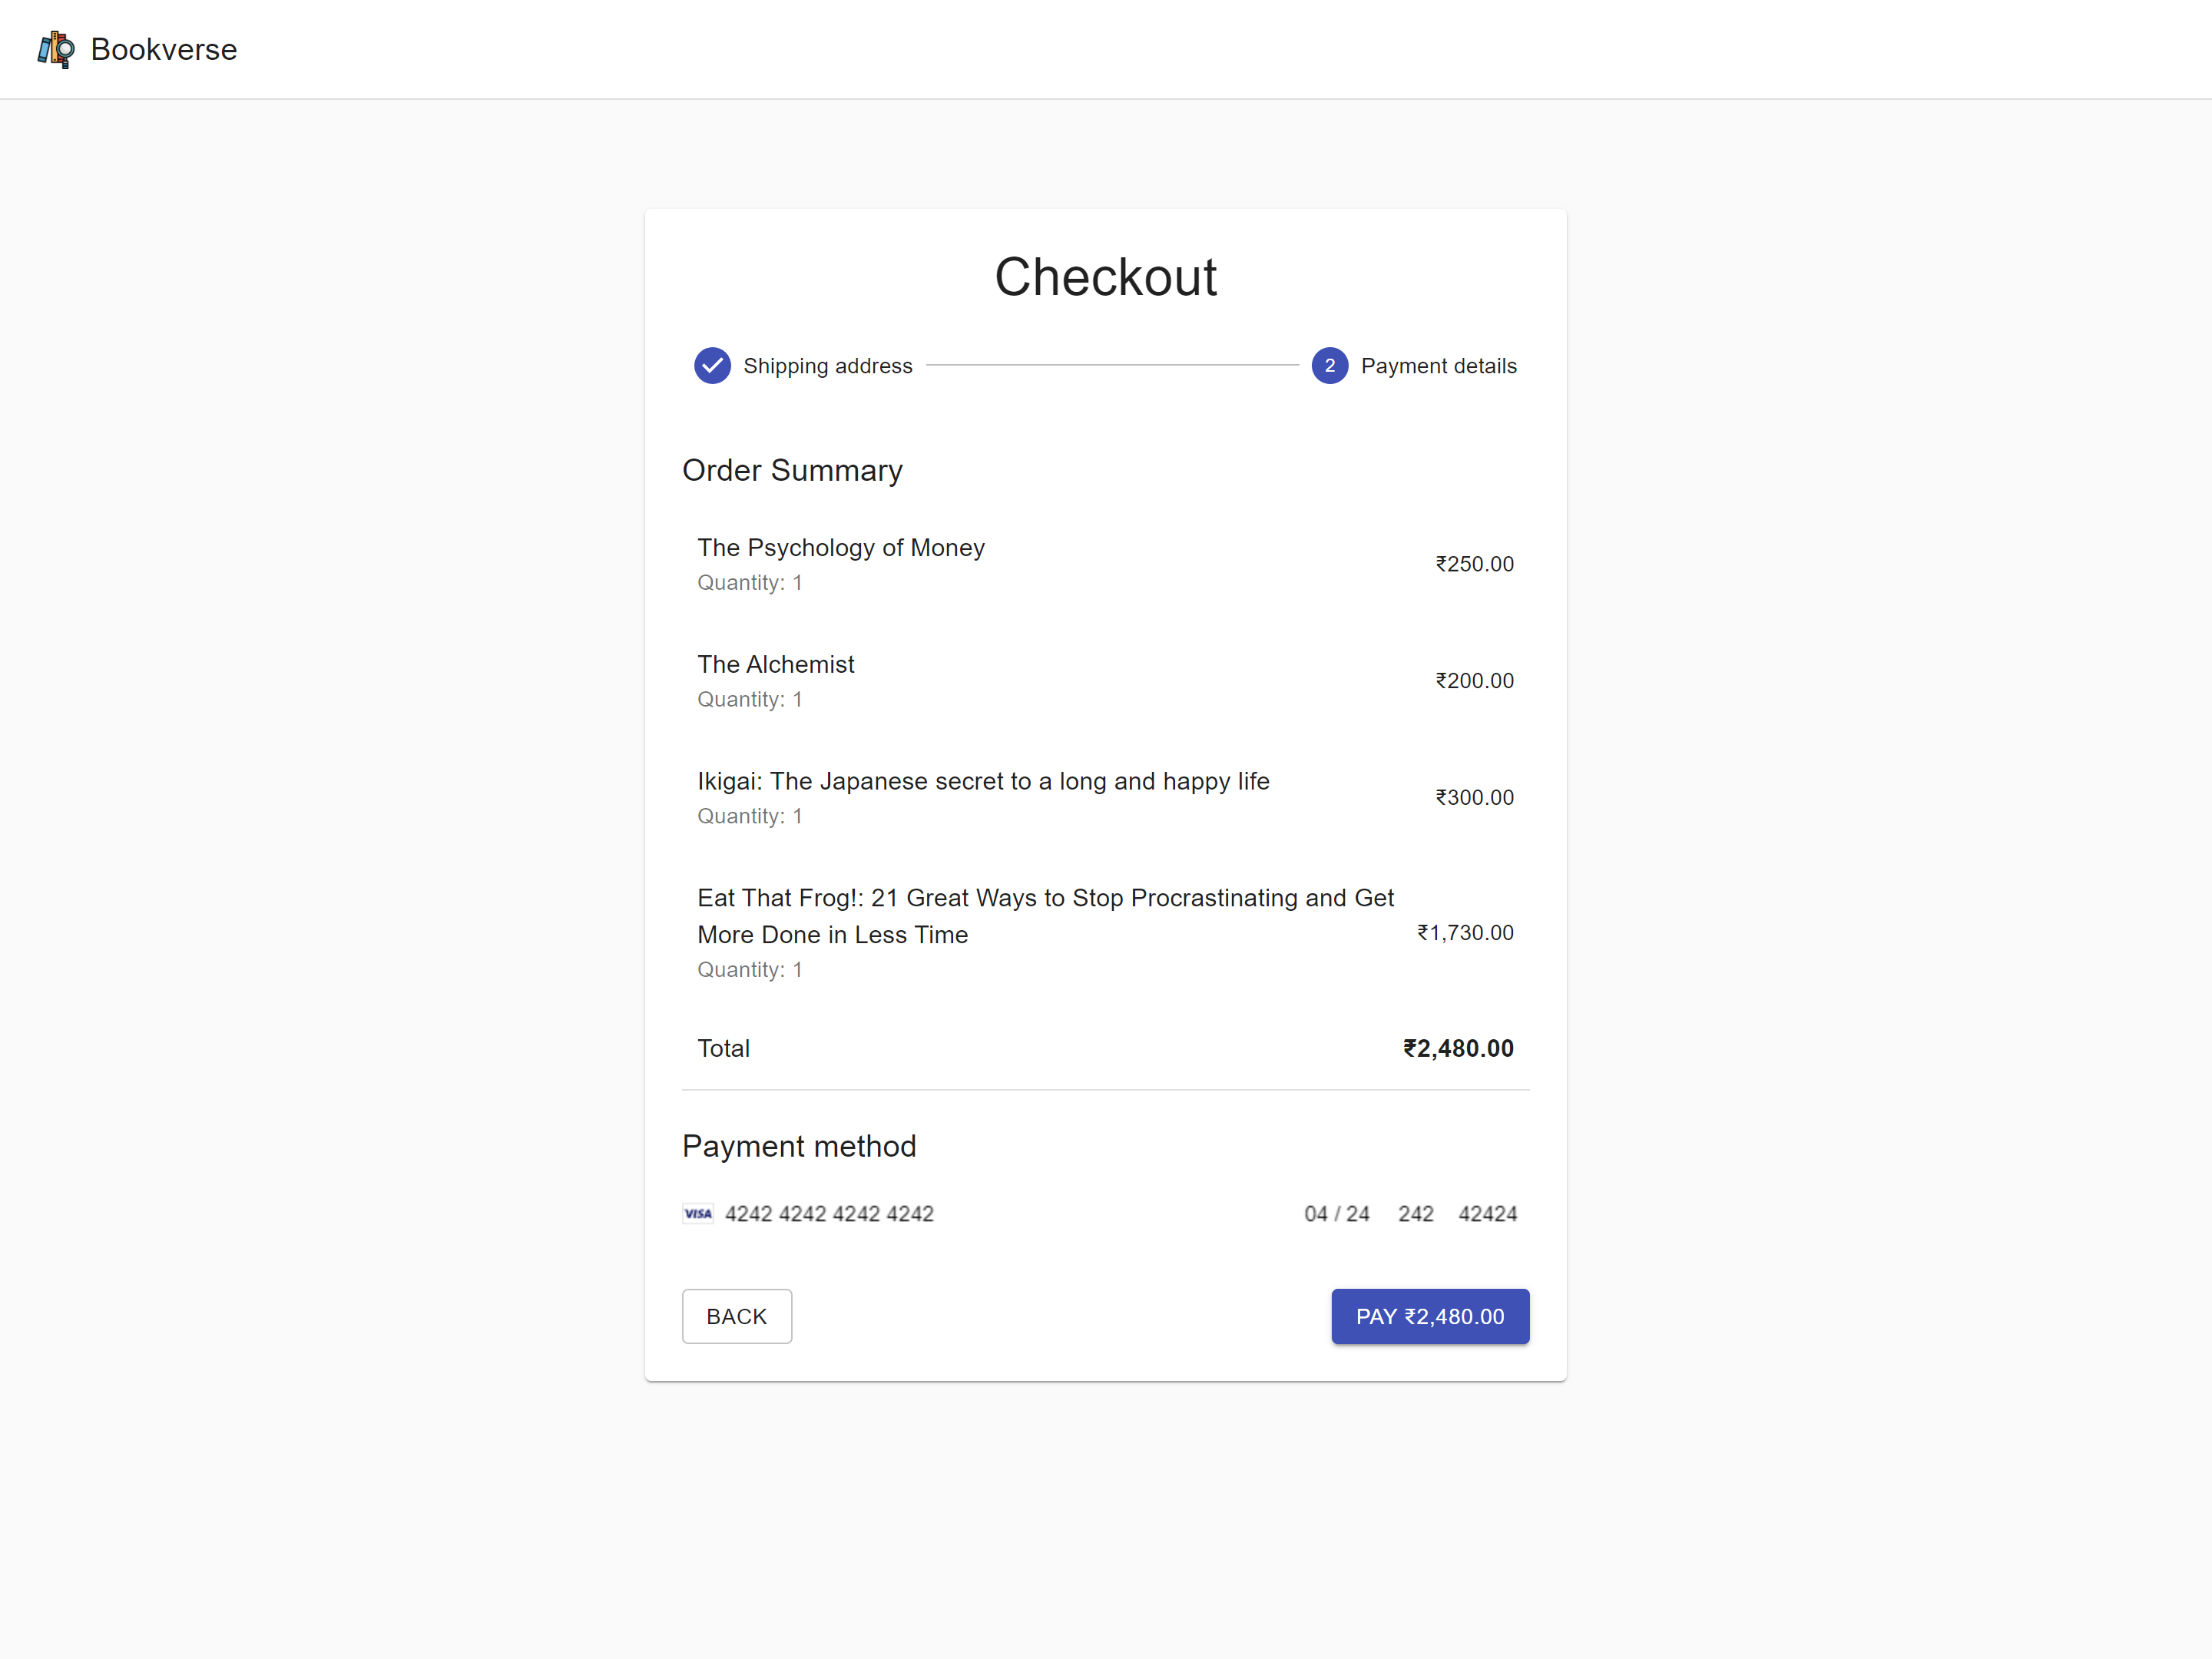 Bookverse
Checkout
Shipping address
2 Payment details
Order Summary
The Psychology of Money
Quantity: 1
₹250.00
The Alchemist
Quantity: 1
₹200.00
Ikigai: The Japanese secret to a long and happy life
Quantity: 1
₹300.00
Eat That Frog!: 21 Great Ways to Stop Procrastinating and Get
More Done in Less Time
Quantity: 1
₹1,730.00
Total ₹2,480.00
Payment method
VISA 4242 4242 4242 4242 04 / 24 242 42424
BACK PAY ₹2,480.00